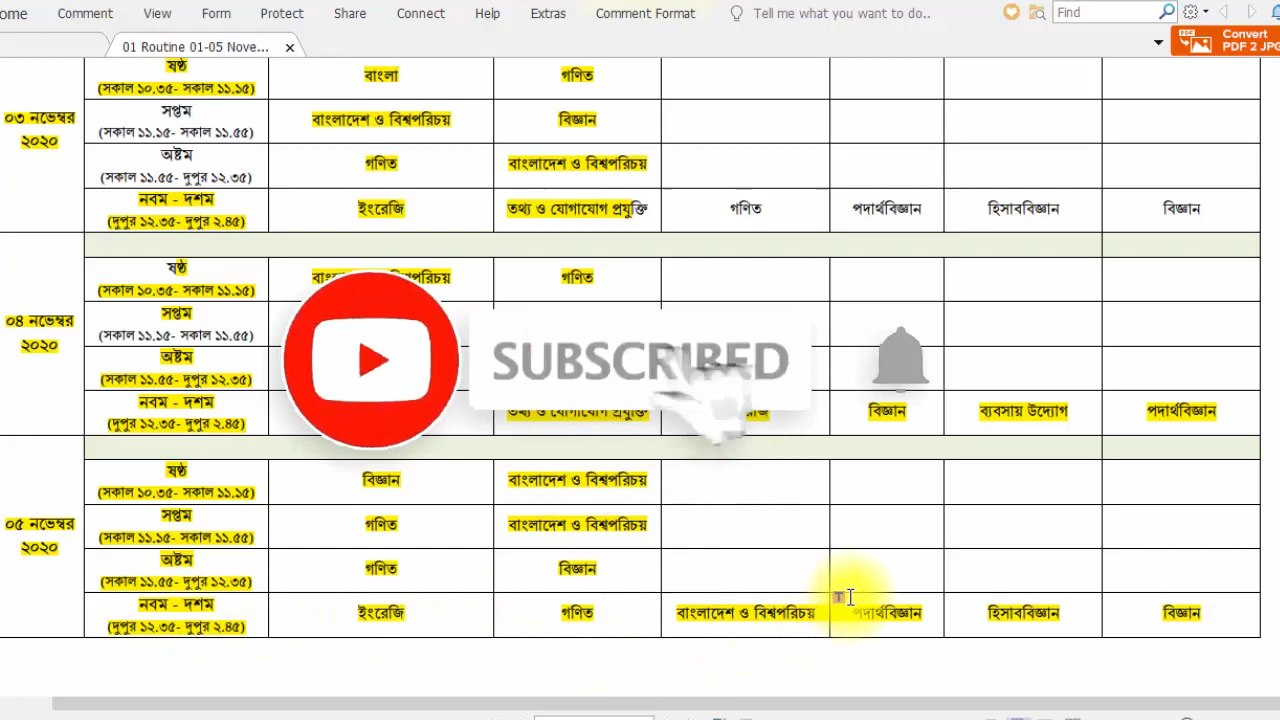 ome Comment View Form Protect Share Connect Help Extras Comment Format Tell me what you want to do.. Find
01 Routine 01-05 Nove... × Convert
PDF 2 JPG
ষষ্ঠ বাংলা গণিত
(সকাল ১০.৩৫- সকাল ১১.১৫)
০৩ নভেম্বর
২০২০
সপ্তম বাংলাদেশ ও বিশ্বপরিচয় বিজ্ঞান
(সকাল ১১.১৫- সকাল ১১.৫৫)
অষ্টম গণিত বাংলাদেশ ও বিশ্বপরিচয়
(সকাল ১১.৫৫- দুপুর ১২.৩৫)
নবম - দশম ইংরেজি তথ্য ও যোগাযোগ প্রযুক্তি গণিত পদার্থবিজ্ঞান হিসাববিজ্ঞান বিজ্ঞান
(দুপুর ১২.৩৫- দুপুর ২.৪৫)
ষষ্ঠ বিশ্বপরিচয় গণিত
(সকাল ১০.৩৫- সকাল ১১.১৫)
০৪ নভেম্বর
২০২০
সপ্তম
(সকাল ১১.১৫- সকাল ১১.৫৫)
SUBSCRIBED
অষ্টম
(সকাল ১১.৫৫- দুপুর ১২.৩৫)
নবম - দশম তথ্য ও যোগাযোগ প্রযুক্তি বিজ্ঞান ব্যবসায় উদ্যোগ পদার্থবিজ্ঞান
(দুপুর ১২.৩৫- দুপুর ২.৪৫)
ষষ্ঠ বিজ্ঞান বাংলাদেশ ও বিশ্বপরিচয়
(সকাল ১০.৩৫- সকাল ১১.১৫)
০৫ নভেম্বর
২০২০
সপ্তম গণিত বাংলাদেশ ও বিশ্বপরিচয়
(সকাল ১১.১৫- সকাল ১১.৫৫)
অষ্টম গণিত বিজ্ঞান
(সকাল ১১.৫৫- দুপুর ১২.৩৫)
নবম - দশম ইংরেজি গণিত বাংলাদেশ ও বিশ্বপরিচয় পদার্থবিজ্ঞান হিসাববিজ্ঞান বিজ্ঞান
(দুপুর ১২.৩৫- দুপুর ২.৪৫)